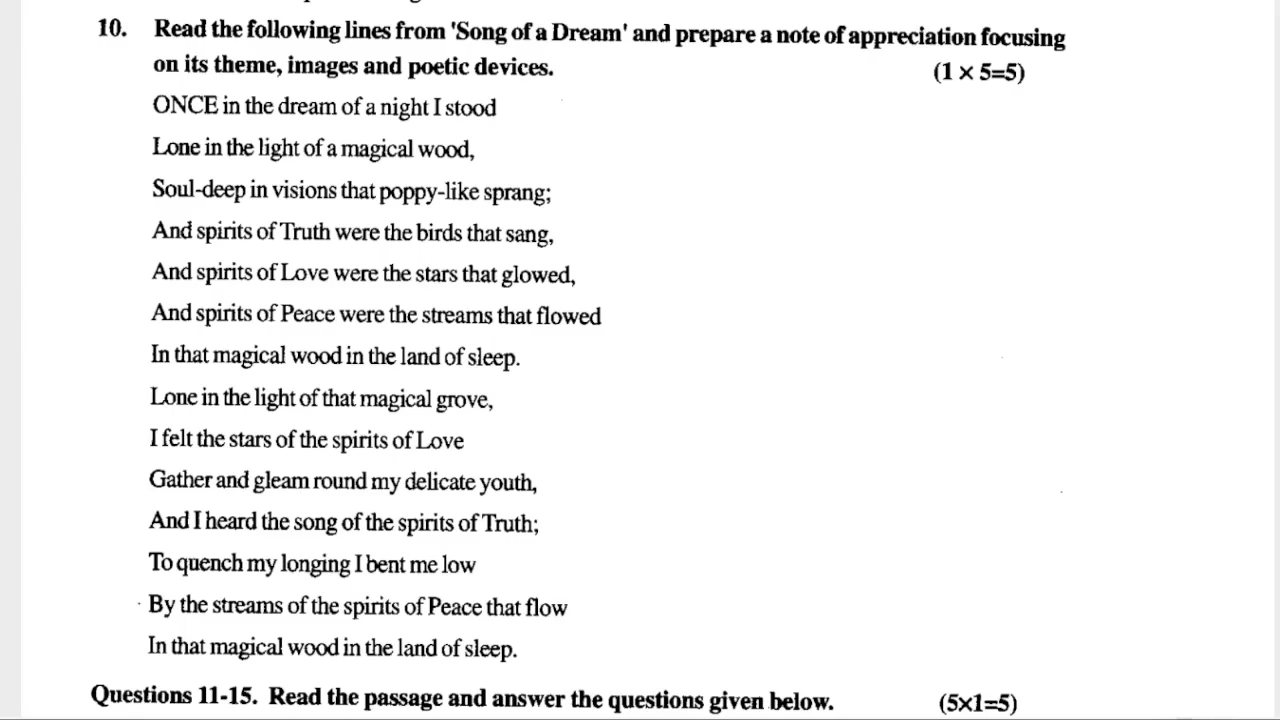 10. Read the following lines from 'Song of a Dream' and prepare a note of appreciation focusing
on its theme, images and poetic devices. (1 × 5=5)
ONCE in the dream of a night I stood
Lone in the light of a magical wood,
Soul-deep in visions that poppy-like sprang;
And spirits of Truth were the birds that sang,
And spirits of Love were the stars that glowed,
And spirits of Peace were the streams that flowed
In that magical wood in the land of sleep.
Lone in the light of that magical grove,
I felt the stars of the spirits of Love
Gather and gleam round my delicate youth,
And I heard the song of the spirits of Truth;
To quench my longing I bent me low
By the streams of the spirits of Peace that flow
In that magical wood in the land of sleep.
Questions 11-15. Read the passage and answer the questions given below. (5×1=5)